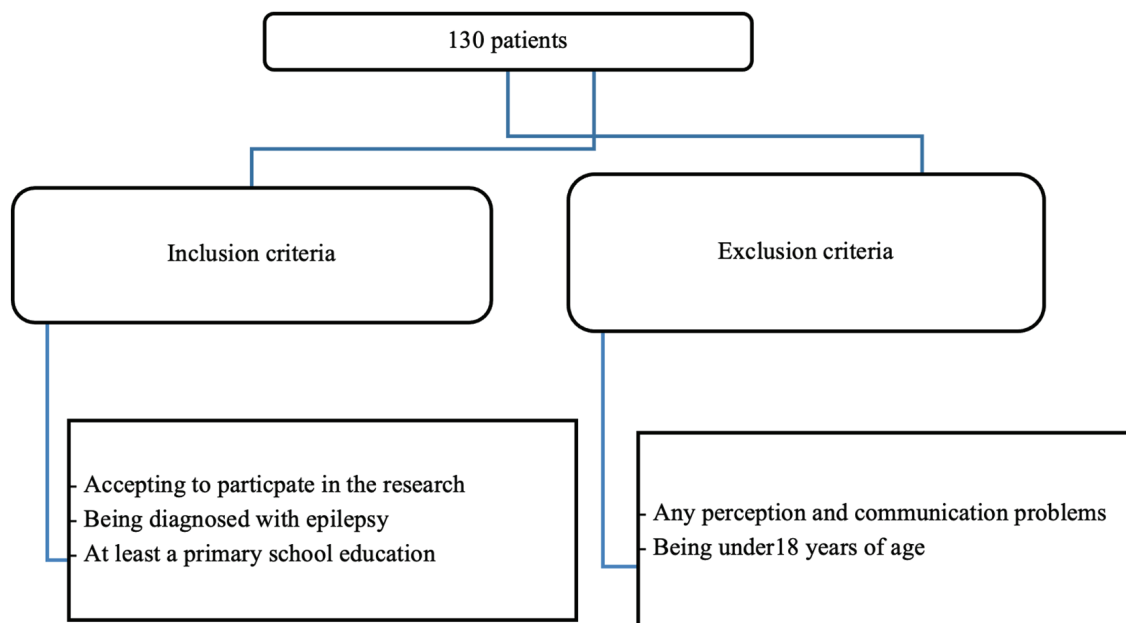 130 patients
Inclusion criteria
Exclusion criteria
- Accepting to particpate in the research
- Being diagnosed with epilepsy
- At least a primary school education
- Any perception and communication problems
- Being under18 years of age